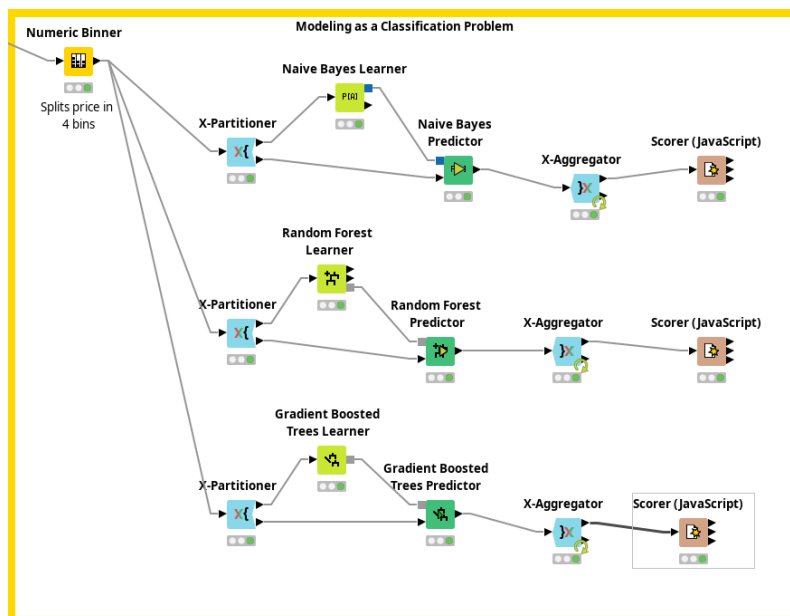 Modeling as a Classification Problem
Numeric Binner
Splits price in
4 bins
Naive Bayes Learner
P[A]
X-Partitioner
X{
Naive Bayes
Predictor
X-Aggregator
}X
Scorer (JavaScript)
Random Forest
Learner
X-Partitioner
X{
Random Forest
Predictor
X-Aggregator
}X
Scorer (JavaScript)
Gradient Boosted
Trees Learner
X-Partitioner
X{
Gradient Boosted
Trees Predictor
X-Aggregator
}X
Scorer (JavaScript)